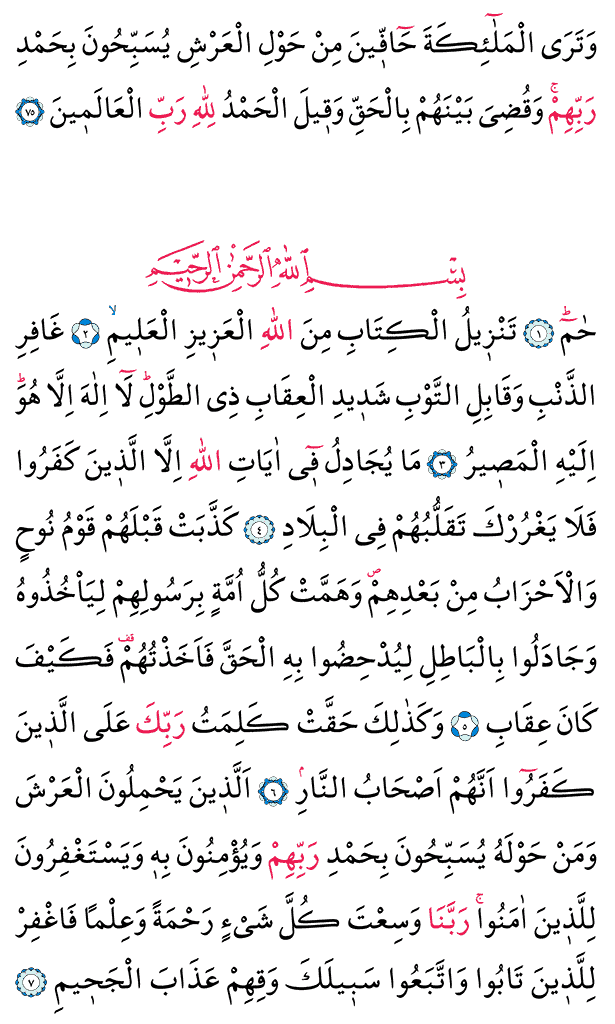 وَتَرَى الْمَلٰٓئِكَةَ حَٓافّ۪ينَ مِنْ حَوْلِ الْعَرْشِ يُسَبِّحُونَ بِحَمْدِ
رَبِّهِمْۚ وَقُضِيَ بَيْنَهُمْ بِالْحَقِّ وَق۪يلَ الْحَمْدُ لِلّٰهِ رَبِّ الْعَالَم۪ينَ ﴿٧٥﴾
بِسْمِ اللّٰهِ الرَّحْمٰنِ الرَّح۪يمِ
حٰمٓۜ ﴿١﴾ تَنْز۪يلُ الْكِتَابِ مِنَ اللّٰهِ الْعَز۪يزِ الْعَل۪يمِۙ ﴿٢﴾ غَافِرِ
الذَّنْبِ وَقَابِلِ التَّوْبِ شَد۪يدِ الْعِقَابِ ذِي الطَّوْلِۜ لَٓا اِلٰهَ اِلَّا هُوَۜ
اِلَيْهِ الْمَص۪يرُ ﴿٣﴾ مَا يُجَادِلُ ف۪ٓي اٰيَاتِ اللّٰهِ اِلَّا الَّذ۪ينَ كَفَرُوا
فَلَا يَغْرُرْكَ تَقَلُّبُهُمْ فِي الْبِلَادِ ﴿٤﴾ كَذَّبَتْ قَبْلَهُمْ قَوْمُ نُوحٍ
وَالْاَحْزَابُ مِنْ بَعْدِهِمْۖ وَهَمَّتْ كُلُّ اُمَّةٍ بِرَسُولِهِمْ لِيَأْخُذُوهُ
وَجَادَلُوا بِالْبَاطِلِ لِيُدْحِضُوا بِهِ الْحَقَّ فَاَخَذْتُهُمْ۠ فَكَيْفَ
كَانَ عِقَابِ ﴿٥﴾ وَكَذٰلِكَ حَقَّتْ كَلِمَتُ رَبِّكَ عَلَى الَّذ۪ينَ
كَفَرُٓوا اَنَّهُمْ اَصْحَابُ النَّارِۢ ﴿٦﴾ اَلَّذ۪ينَ يَحْمِلُونَ الْعَرْشَ
وَمَنْ حَوْلَهُ يُسَبِّحُونَ بِحَمْدِ رَبِّهِمْ وَيُؤْمِنُونَ بِه۪ وَيَسْتَغْفِرُونَ
لِلَّذ۪ينَ اٰمَنُواۚ رَبَّنَا وَسِعْتَ كُلَّ شَيْءٍ رَحْمَةً وَعِلْمًا فَاغْفِرْ
لِلَّذ۪ينَ تَابُوا وَاتَّبَعُوا سَب۪يلَكَ وَقِهِمْ عَذَابَ الْجَح۪يمِ ﴿٧﴾